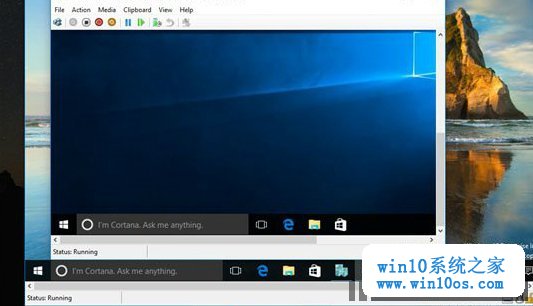 File Action Media Clipboard View Help
I'm Cortana. Ask me anything.
Status: Running
I'm Cortana. Ask me anything.
win10系统之家
www.win10os.com
Status: Running